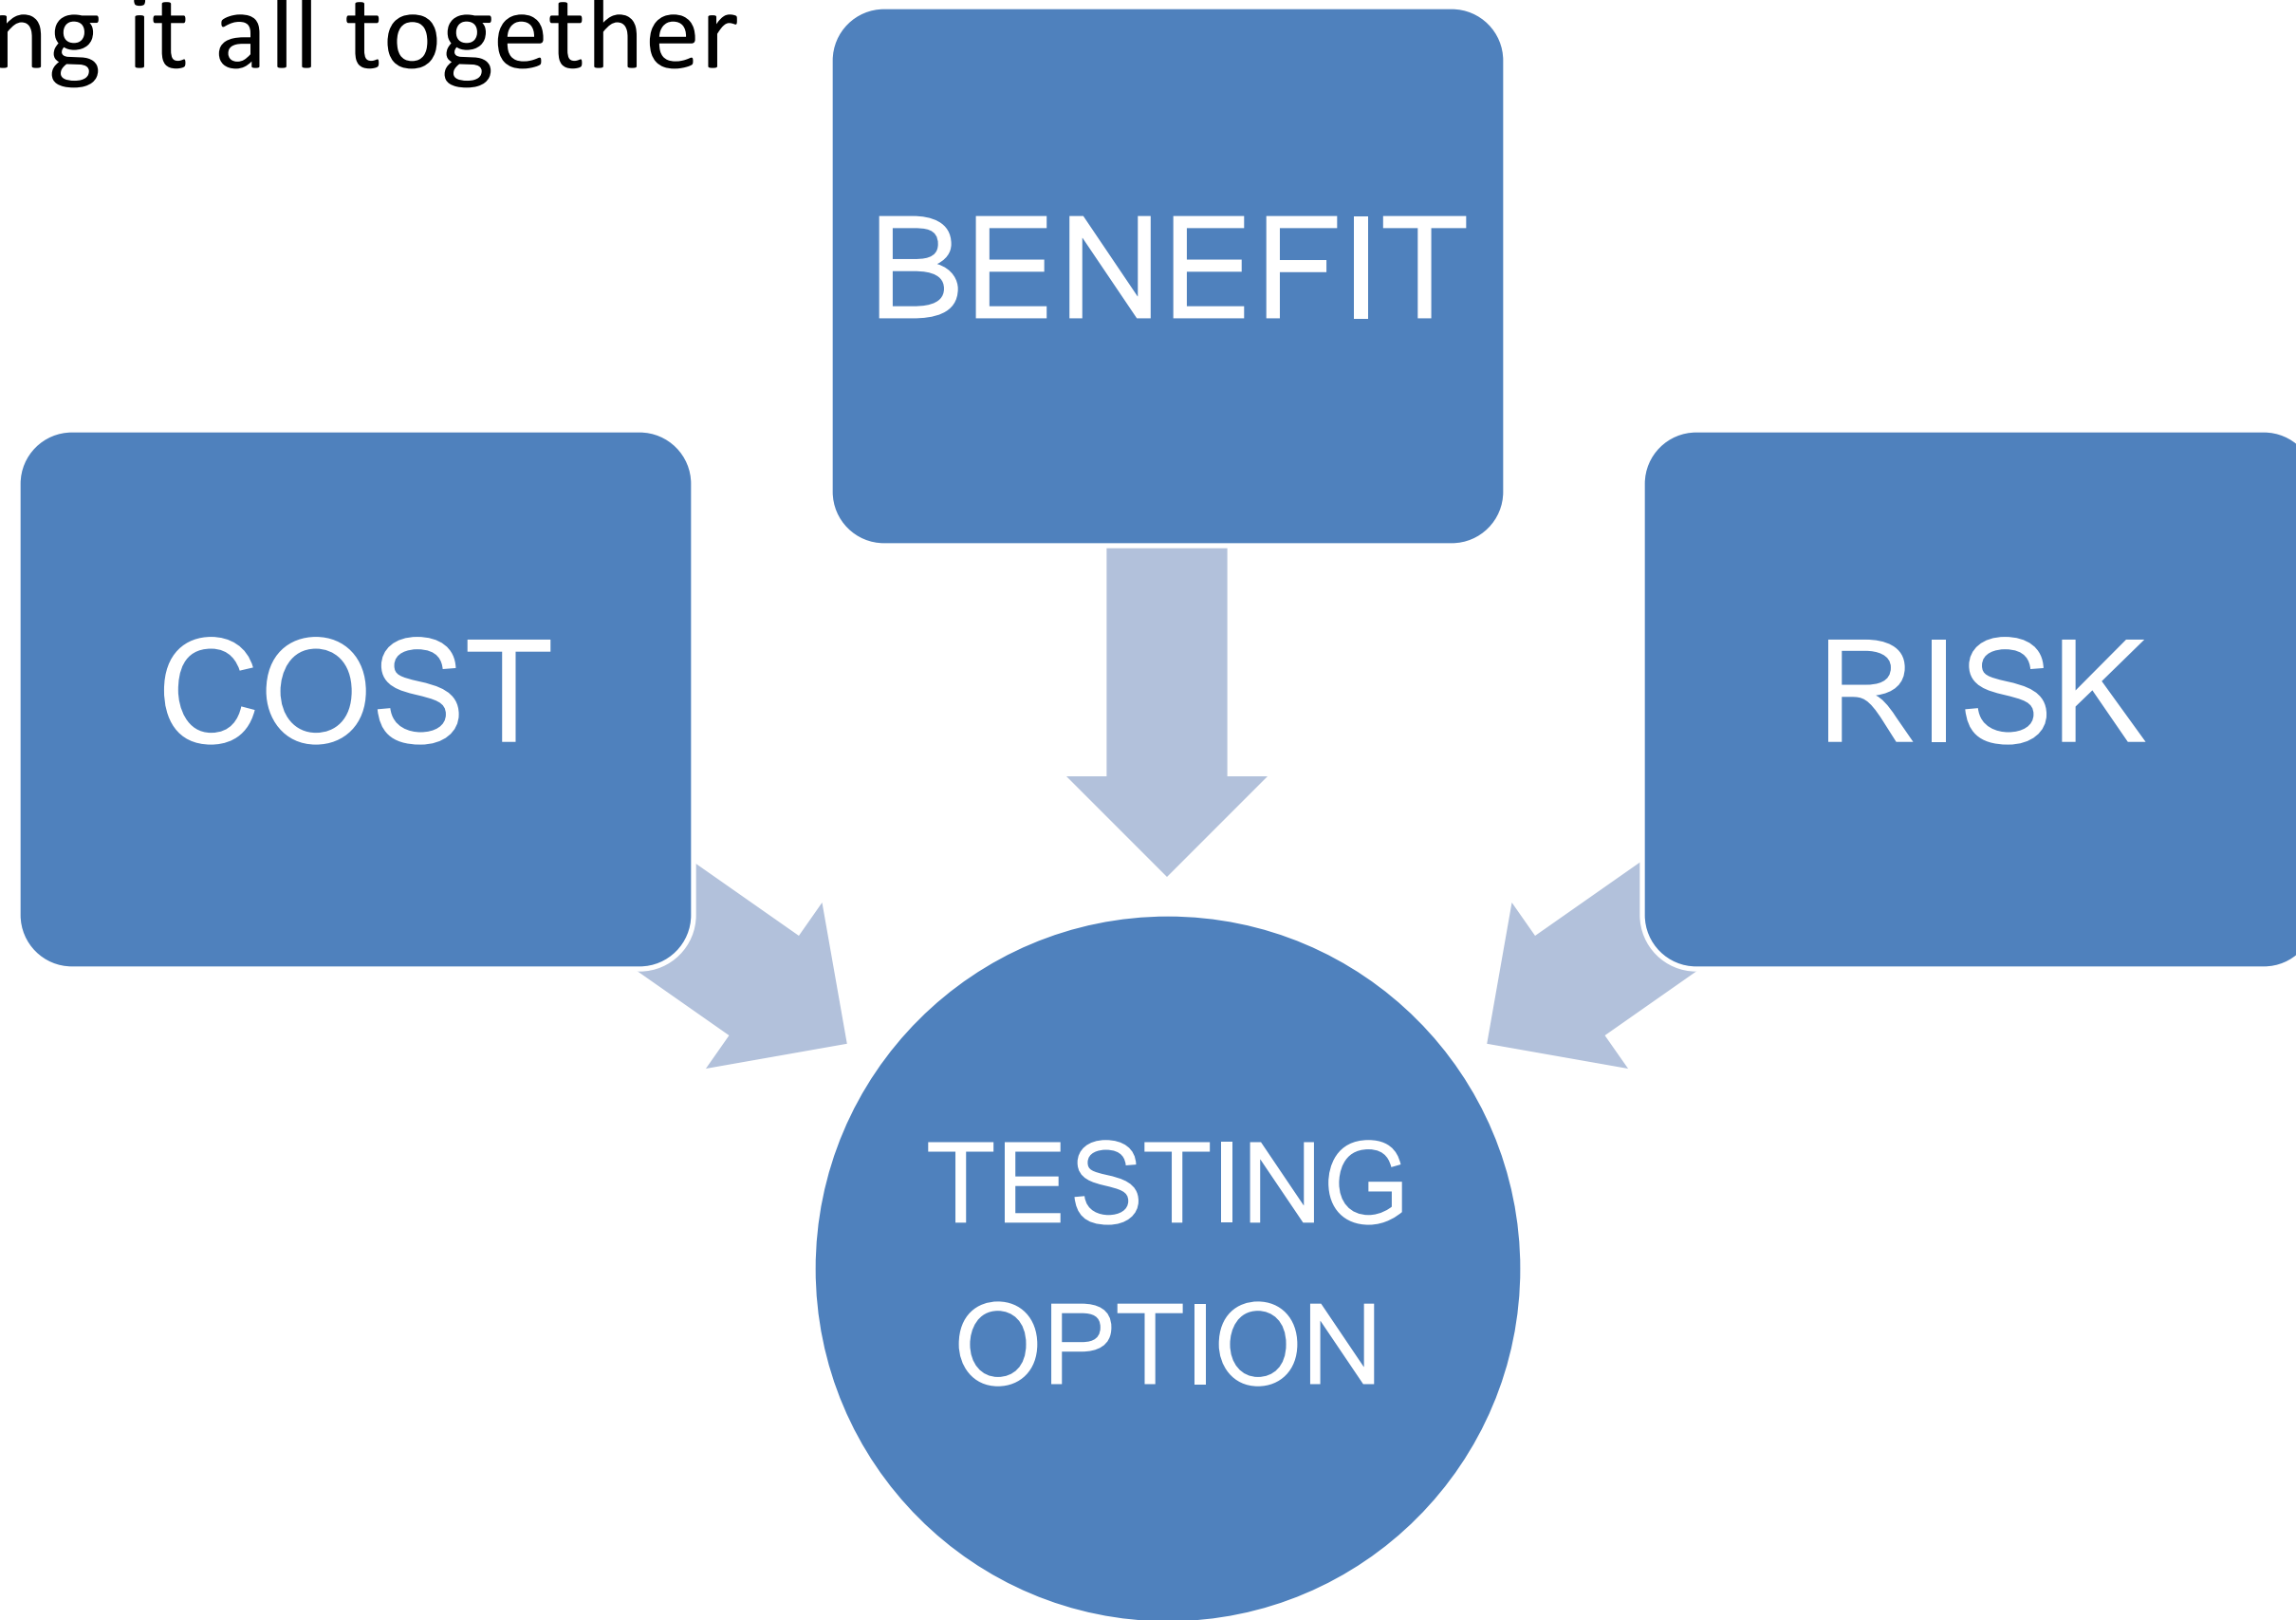 ng it all together
BENEFIT
COST
RISK
TESTING
OPTION